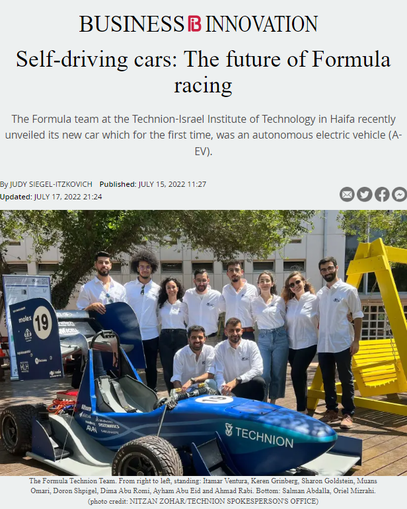 BUSINESS IB INNOVATION
Self-driving cars: The future of Formula
racing
The Formula team at the Technion-Israel Institute of Technology in Haifa recently
unveiled its new car which for the first time, was an autonomous electric vehicle (A-
EV).
By JUDY SIEGEL-ITZKOVICH Published: JULY 15, 2022 11:27
Updated: JULY 17, 2022 21:24
19
TECHNION
The Formula Technion Team. From right to left, standing: Itamar Ventura, Keren Grinberg, Sharon Goldstein, Muans
Omari, Doron Shpigel, Dima Abu Romi, Ayham Abu Eid and Ahmad Rabi. Bottom: Salman Abdalla, Oriel Mizrahi.
(photo credit: NITZAN ZOHAR/TECHNION SPOKESPERSON'S OFFICE)